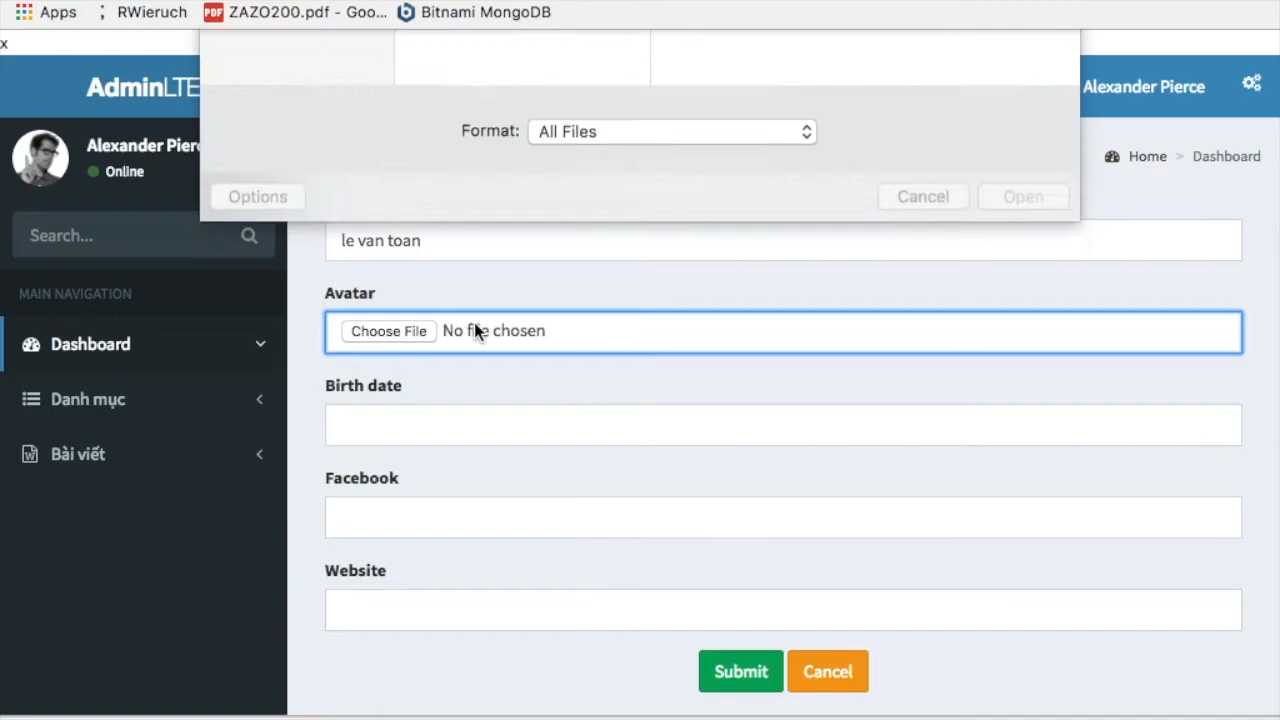 Apps
RWieruch
PDF ZAZO200.pdf - Goo...
Bitnami MongoDB
x
AdminLTE
Alexander Pierce
Format: All Files
Options
Cancel
Open
Online
Home > Dashboard
Search...
le van toan
MAIN NAVIGATION
Avatar
Choose File No file chosen
Dashboard
Danh mục
Bài viết
Birth date
Facebook
Website
Submit
Cancel